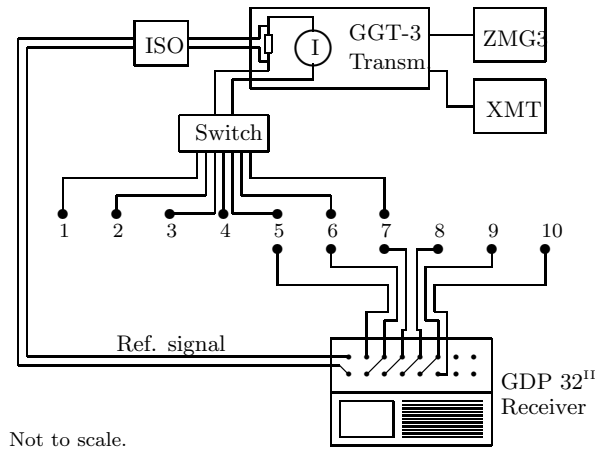 ISO
I
GGT-3
Transm.
ZMG3
XMT
Switch
1 2 3 4 5 6 7 8 9 10
Ref. signal
GDP 32II
Receiver
Not to scale.